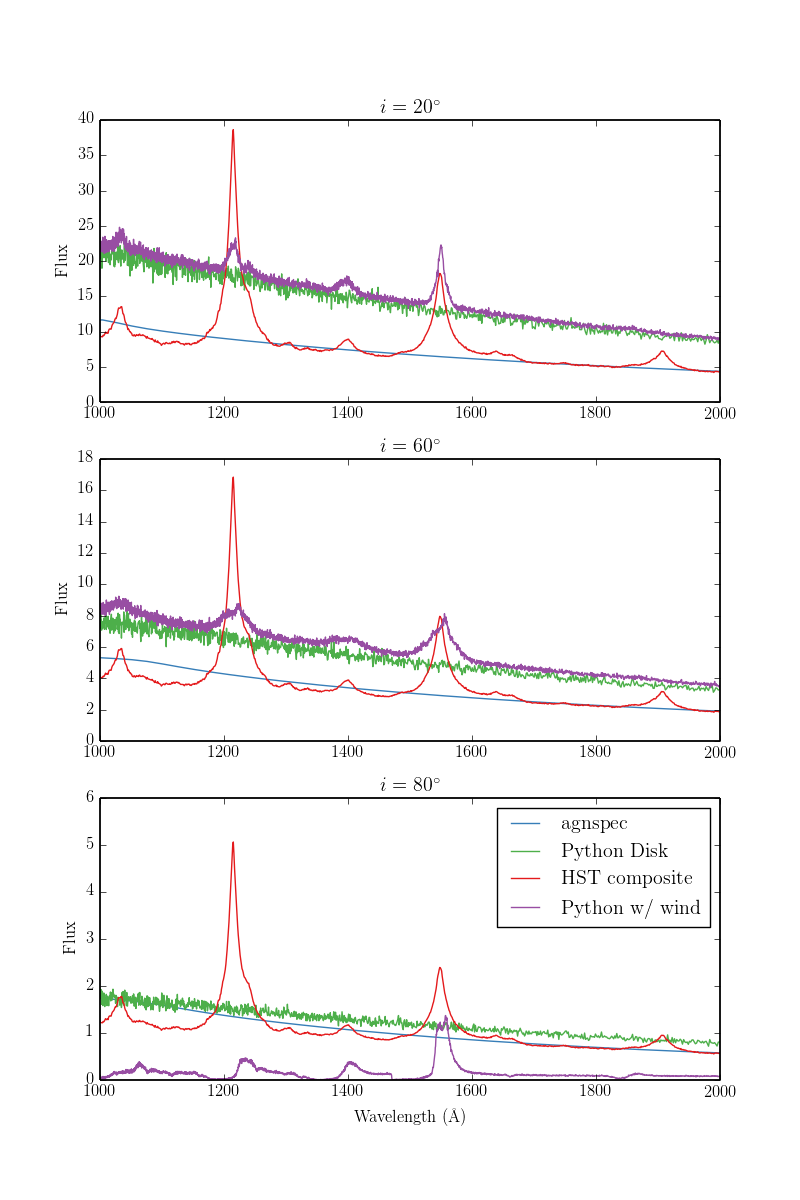 i = 20°
40
35
30
25
20
15
10
5
0
Flux
1000 1200 1400 1600 1800 2000
i = 60°
18
16
14
12
10
8
6
4
2
0
Flux
1000 1200 1400 1600 1800 2000
i = 80°
6
5
4
3
2
1
0
Flux
agnspec
Python Disk
HST composite
Python w/ wind
1000 1200 1400 1600 1800 2000
Wavelength (Å)